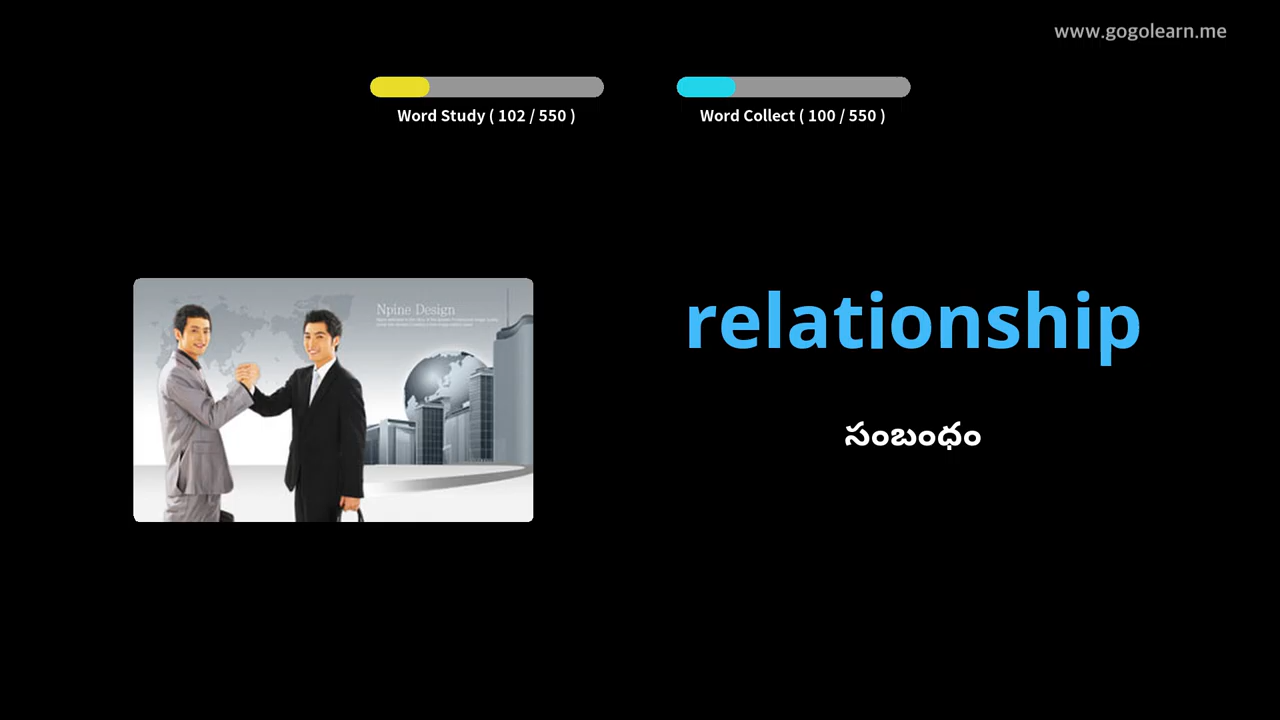 www.gogolearn.me
Word Study ( 102 / 550 )
Word Collect ( 100 / 550 )
Npine Design
relationship
సంబంధం